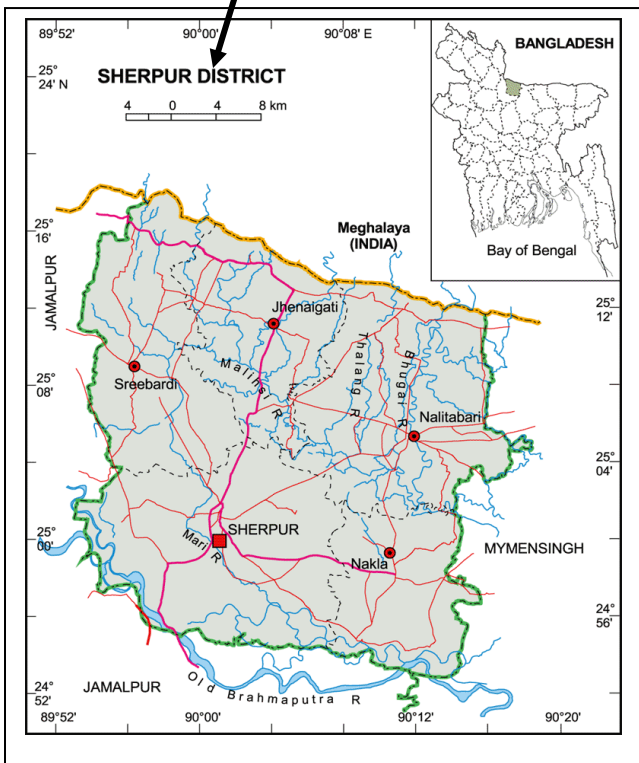 89°52'
90°00'
90°08' E
BANGLADESH
25°
24' N
SHERPUR DISTRICT
4 0 4 8 km
25°
16'
Meghalaya
(INDIA)
Bay of Bengal
JAMALPUR
Jhenaigati
25°
12'
Malihsi R
Thalang R
Bhugai R
25°
08'
Sreebardi
Nalitabari
25°
04'
25°
00'
SHERPUR
Mari R
Nakla
MYMENSINGH
24°
56'
24°
52'
JAMALPUR
Old Brahmaputra R
89°52'
90°00'
90°12'
90°20'